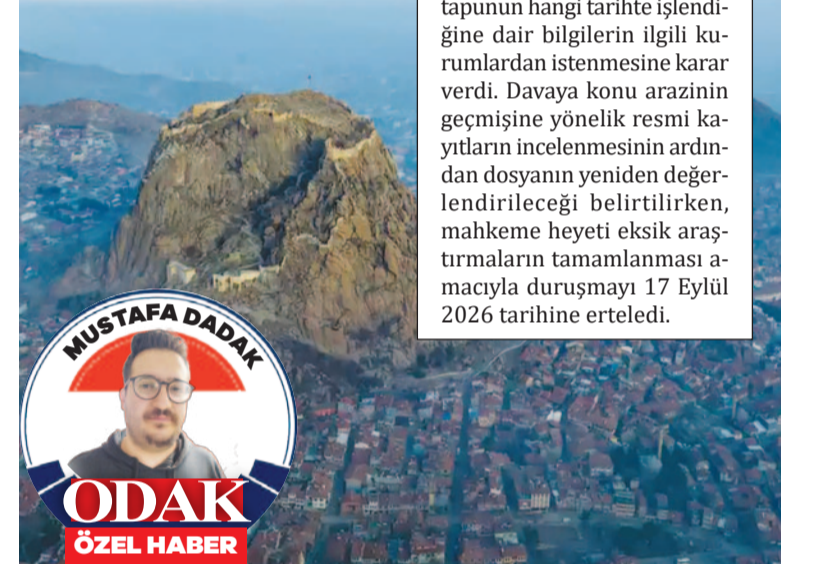 tapunun hangi tarihte işlendi-
ğine dair bilgilerin ilgili ku-
rumlardan istenmesine karar
verdi. Davaya konu arazinin
geçmişine yönelik resmi ka-
yıtların incelenmesinin ardın-
dan dosyanın yeniden değer-
lendirileceği belirtilirken,
mahkeme heyeti eksik araş-
tırmaların tamamlanması a-
macıyla duruşmayı 17 Eylül
2026 tarihine erteledi.
MUSTAFA DADAK
ODAK
ÖZEL HABER